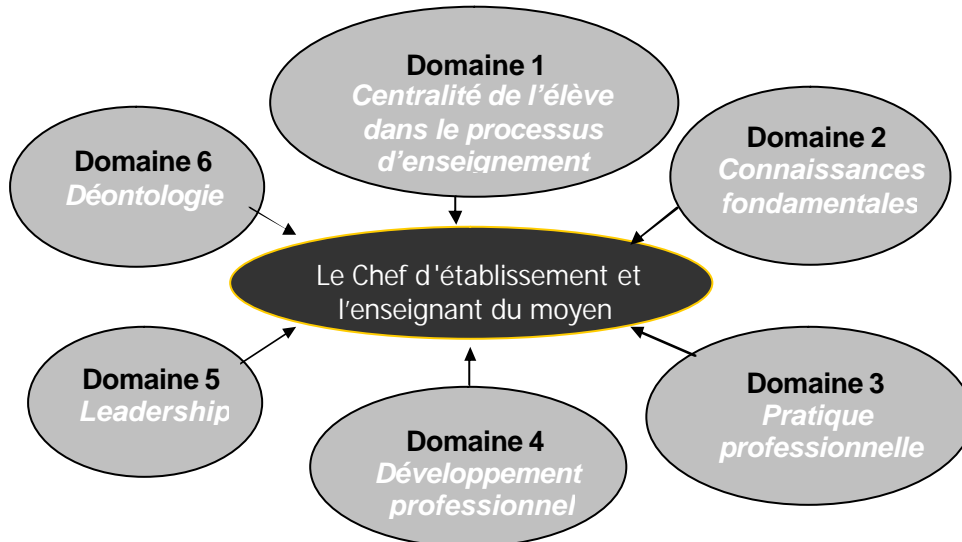 Domaine 1
Centralité de l'élève
dans le processus
d'enseignement
Domaine 2
Connaissances
fondamentales
Domaine 6
Déontologie
Le Chef d'établissement et
l'enseignant du moyen
Domaine 5
Leadership
Domaine 3
Pratique
professionnelle
Domaine 4
Développement
professionnel